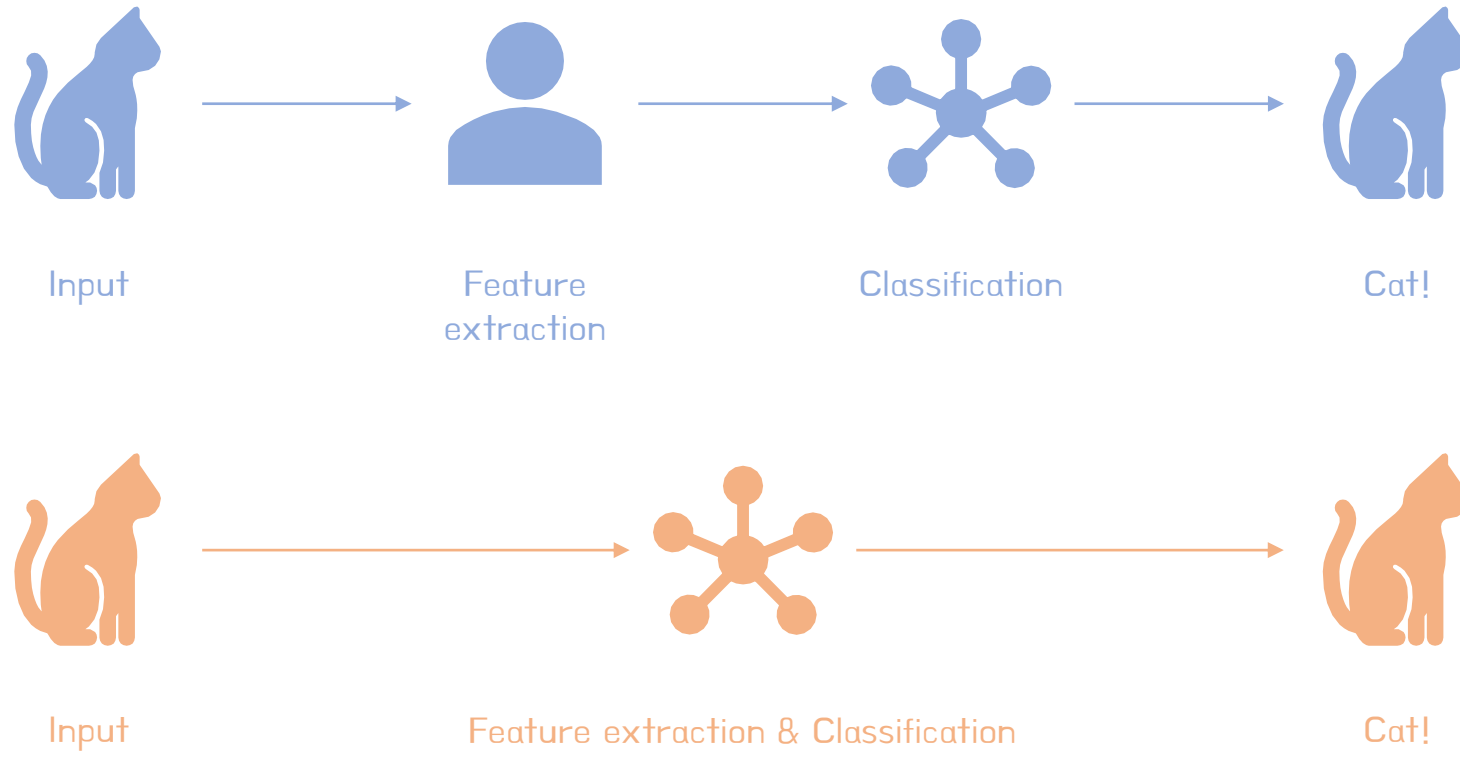 Input
Feature
extraction
Classification
Cat!
Input
Feature extraction & Classification
Cat!